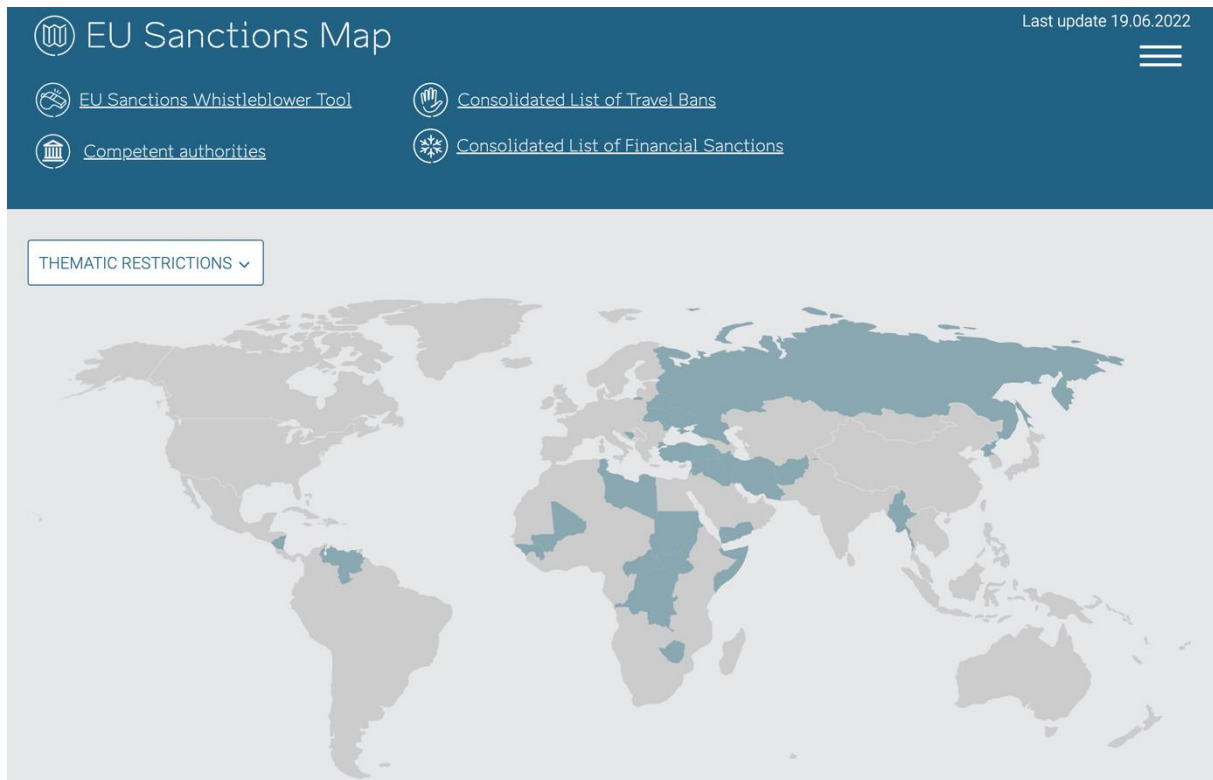 EU Sanctions Map
Last update 19.06.2022
EU Sanctions Whistleblower Tool
Consolidated List of Travel Bans
Competent authorities
Consolidated List of Financial Sanctions
THEMATIC RESTRICTIONS